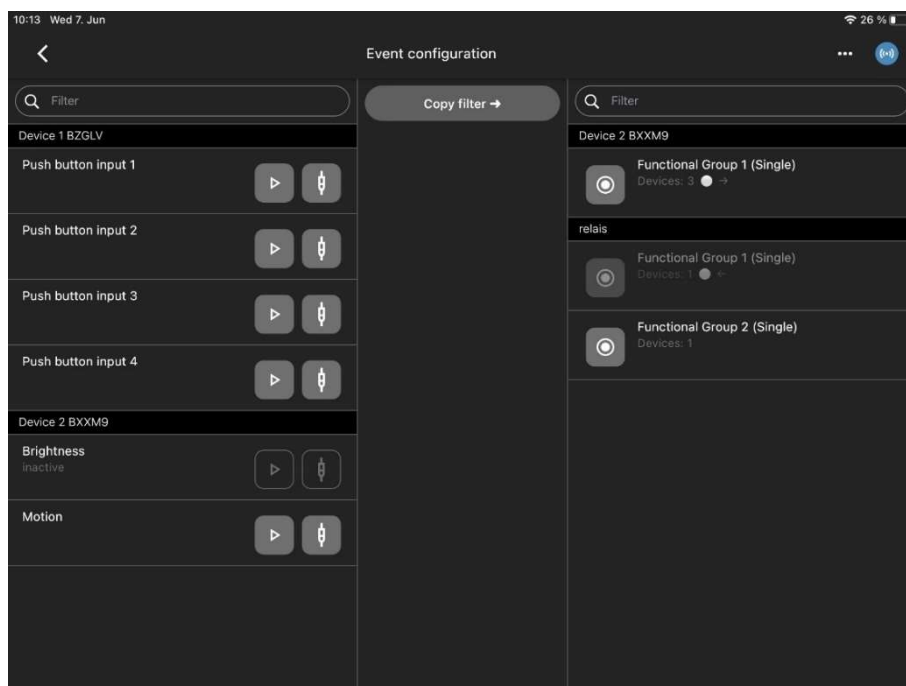 10:13 Wed 7. Jun
26 %
Event configuration
Filter
Copy filter →
Filter
Device 1 BZGLV
Push button input 1
Push button input 2
Push button input 3
Push button input 4
Device 2 BXXM9
Brightness
inactive
Motion
Device 2 BXXM9
Functional Group 1 (Single)
Devices: 3 →
relais
Functional Group 1 (Single)
Devices: 1 ←
Functional Group 2 (Single)
Devices: 1